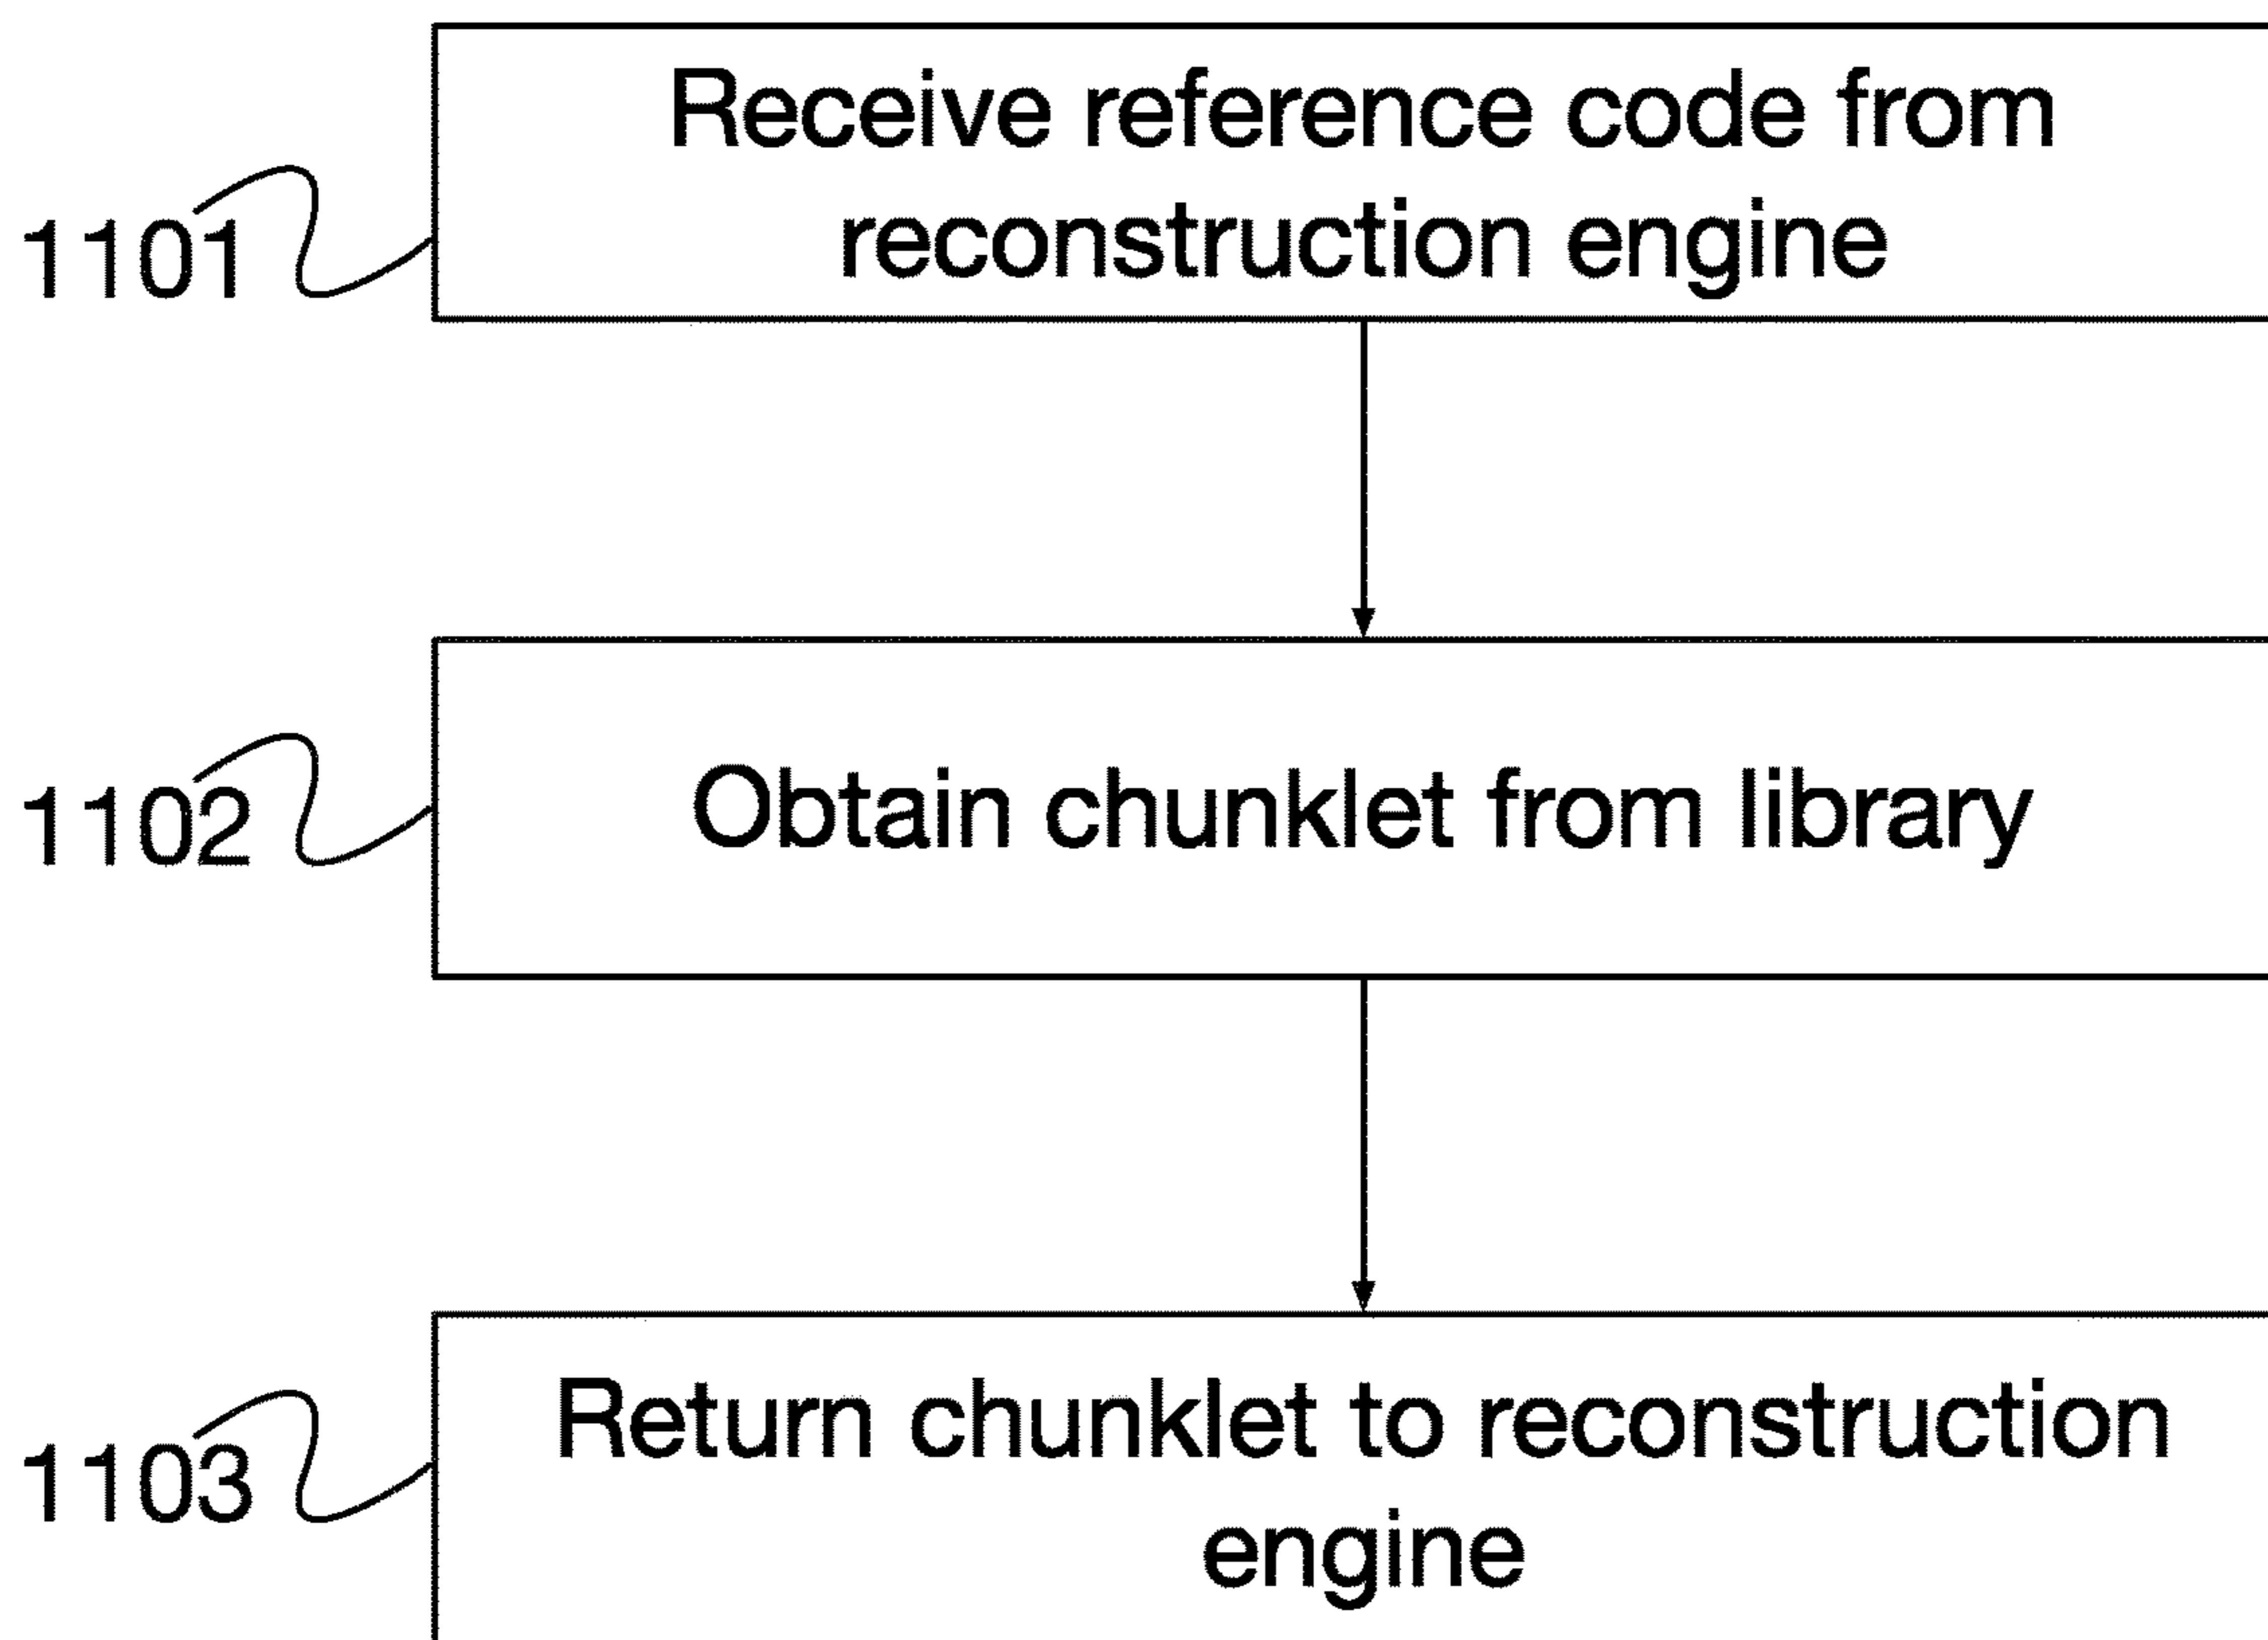 Receive reference code from
1101 reconstruction engine
1102 Obtain chunklet from library
Return chunklet to reconstruction
1103
engine